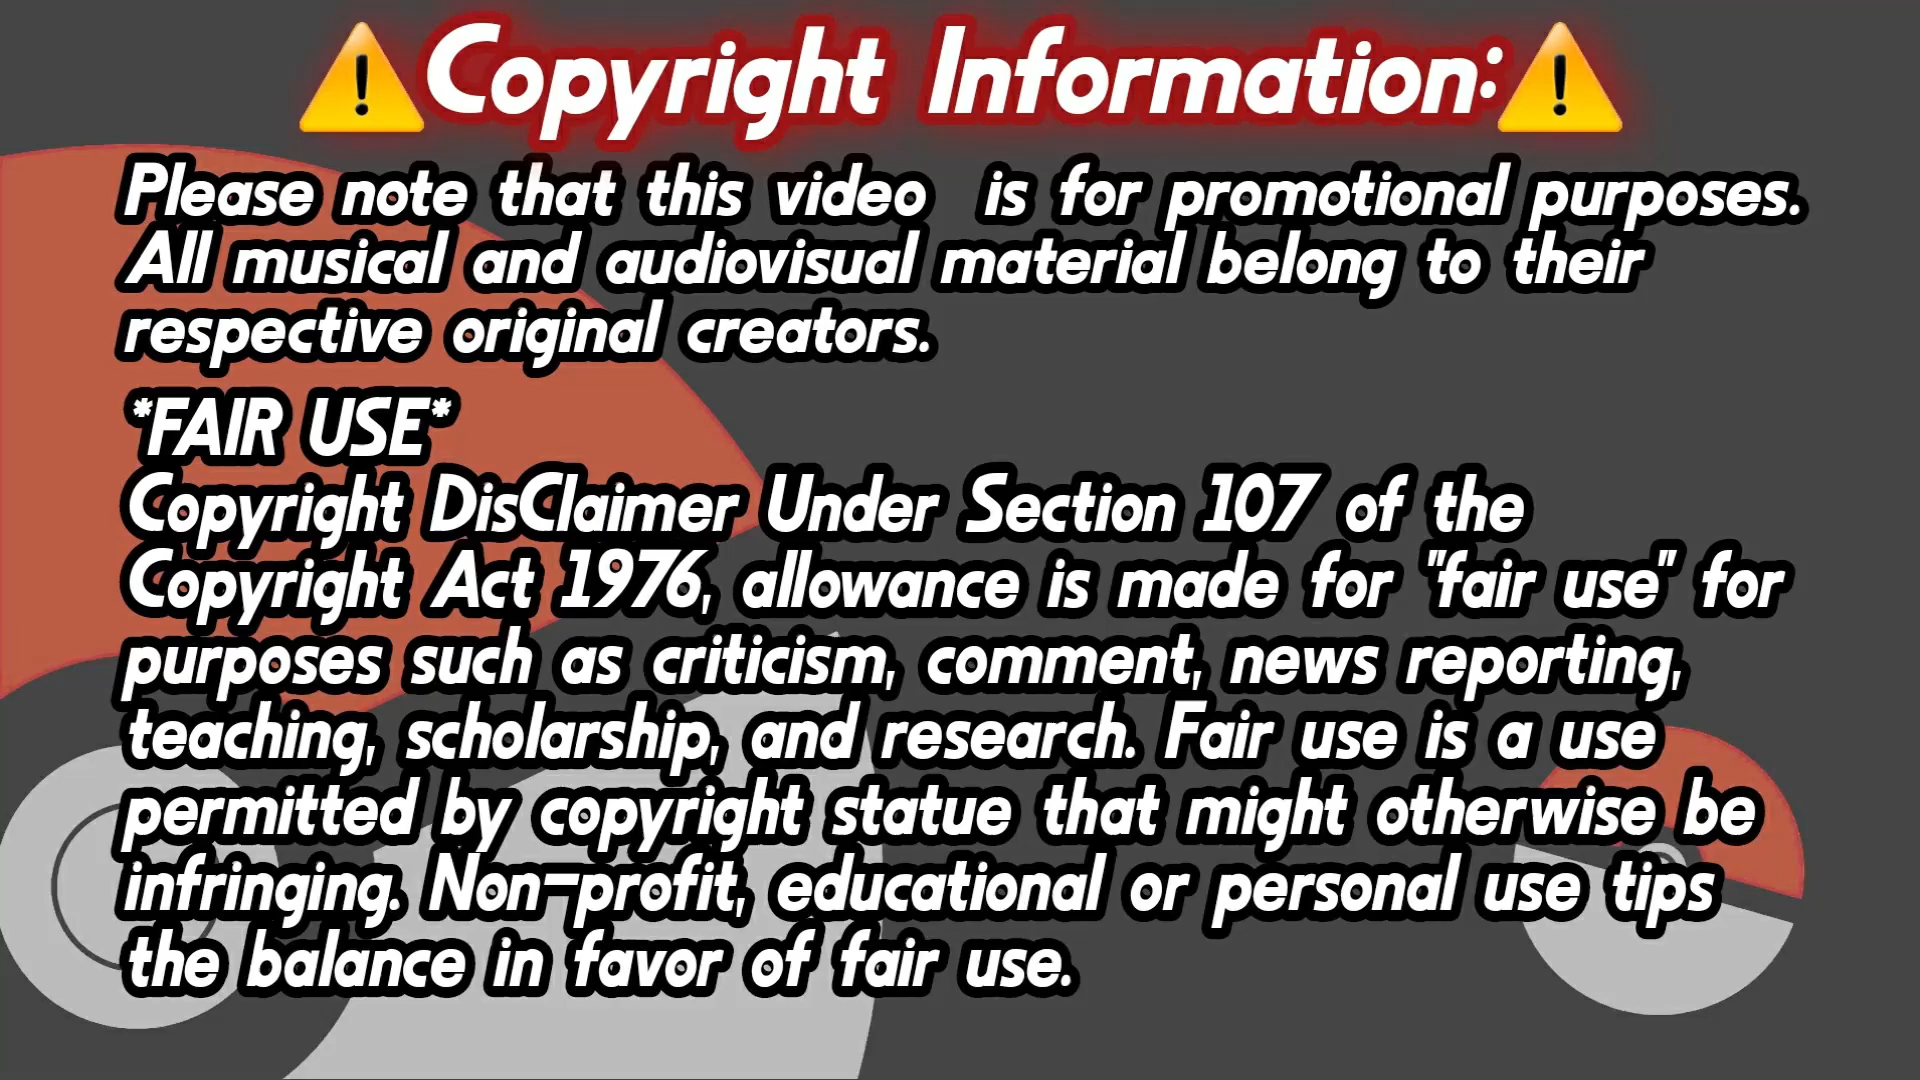 ⚠️Copyright Information:⚠️
Please note that this video is for promotional purposes.
All musical and audiovisual material belong to their
respective original creators.
*FAIR USE*
Copyright DisClaimer Under Section 107 of the
Copyright Act 1976, allowance is made for "fair use" for
purposes such as criticism, comment, news reporting,
teaching, scholarship, and research. Fair use is a use
permitted by copyright statue that might otherwise be
infringing. Non-profit, educational or personal use tips
the balance in favor of fair use.